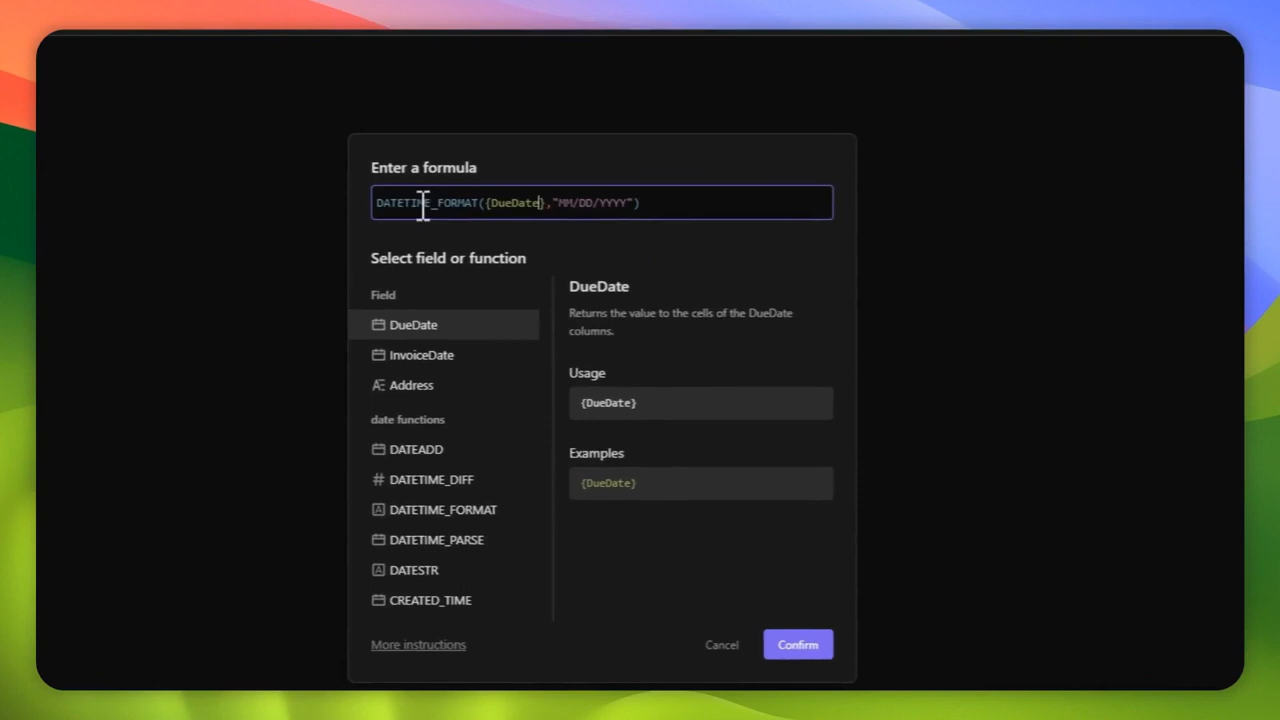 Enter a formula
DATETIME_FORMAT({DueDate},"MM/DD/YYYY")
Select field or function
Field
DueDate
InvoiceDate
Address
date functions
DATEADD
DATETIME_DIFF
DATETIME_FORMAT
DATETIME_PARSE
DATESTR
CREATED_TIME
DueDate
Returns the value to the cells of the DueDate
columns.
Usage
{DueDate}
Examples
{DueDate}
More instructions
Cancel
Confirm